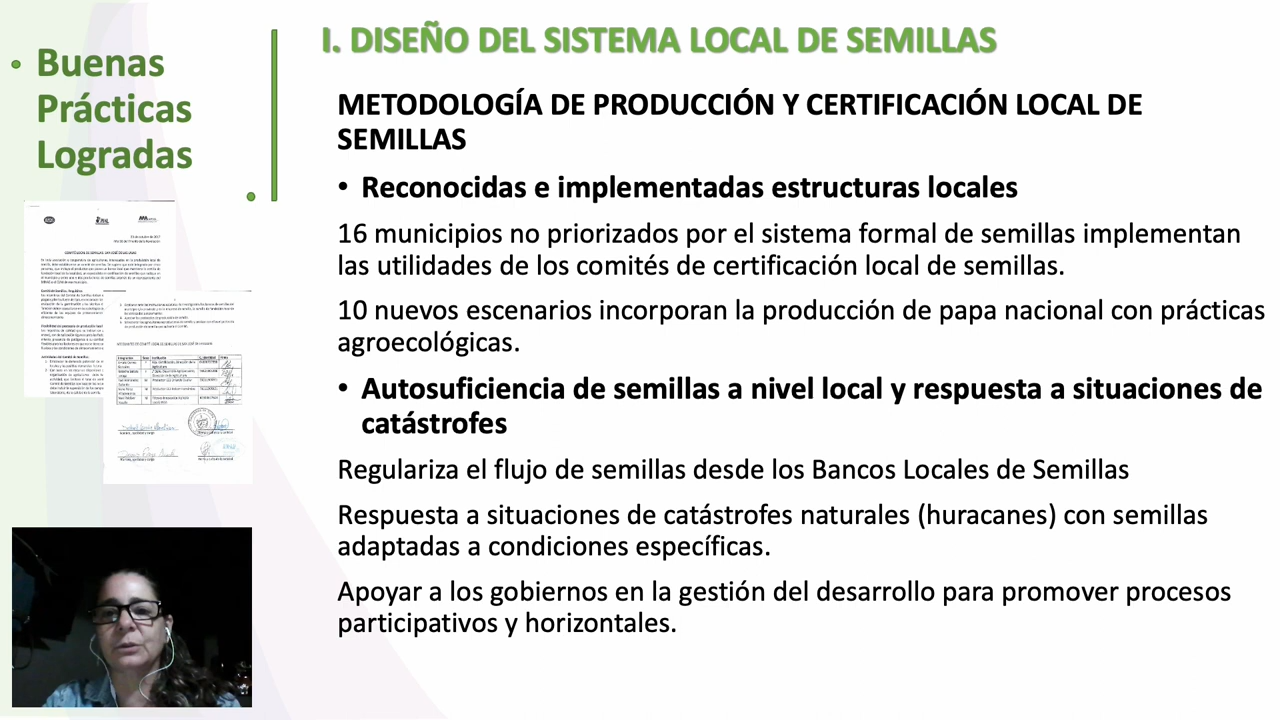 • Buenas
Prácticas
Logradas
I. DISEÑO DEL SISTEMA LOCAL DE SEMILLAS
METODOLOGÍA DE PRODUCCIÓN Y CERTIFICACIÓN LOCAL DE
SEMILLAS
• Reconocidas e implementadas estructuras locales
16 municipios no priorizados por el sistema formal de semillas implementan
las utilidades de los comités de certificación local de semillas.
10 nuevos escenarios incorporan la producción de papa nacional con prácticas
agroecológicas.
• Autosuficiencia de semillas a nivel local y respuesta a situaciones de
catástrofes
Regulariza el flujo de semillas desde los Bancos Locales de Semillas
Respuesta a situaciones de catástrofes naturales (huracanes) con semillas
adaptadas a condiciones específicas.
Apoyar a los gobiernos en la gestión del desarrollo para promover procesos
participativos y horizontales.